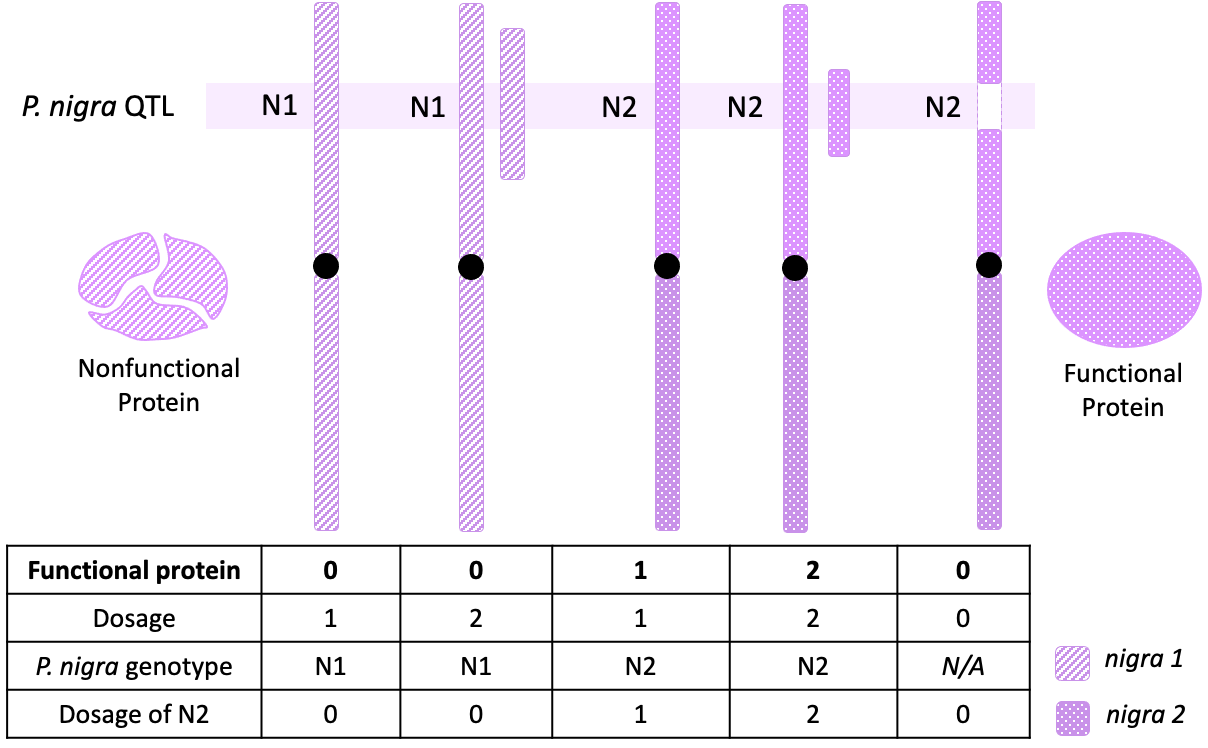 P. nigra QTL N1 N1 N2 N2 N2
Nonfunctional
Protein
Functional
Protein
Functional protein 0 0 1 2 0
Dosage 1 2 1 2 0
P. nigra genotype N1 N1 N2 N2 N/A
Dosage of N2 0 0 1 2 0
nigra 1
nigra 2